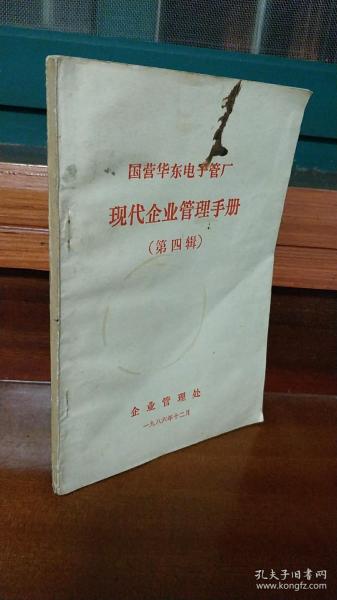 国营华东电子管厂
现代企业管理手册
(第四辑)
企业管理处
一九八六年十二月
孔夫子旧书网
www.kongfz.com